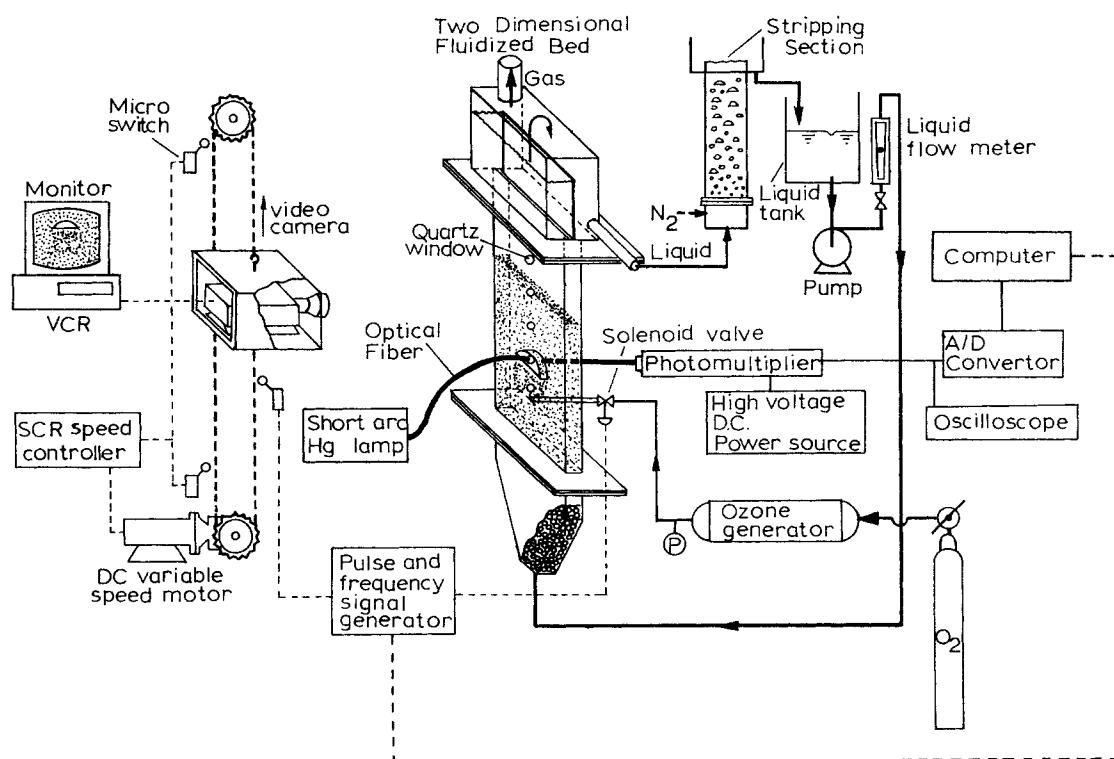 Two Dimensional
Fluidized Bed
Gas
Stripping
Section
Micro
switch
Liquid
flow meter
Monitor
video
camera
Quartz
window
N2
Liquid
tank
Liquid
Pump
Computer
VCR
Optical
Fiber
Solenoid valve
Photomultiplier
A/D
Convertor
SCR speed
controller
Short arc
Hg lamp
High voltage
D.C.
Power source
Oscilloscope
Ozone
generator
P
DC variable
speed motor
Pulse and
frequency
signal
generator
O2